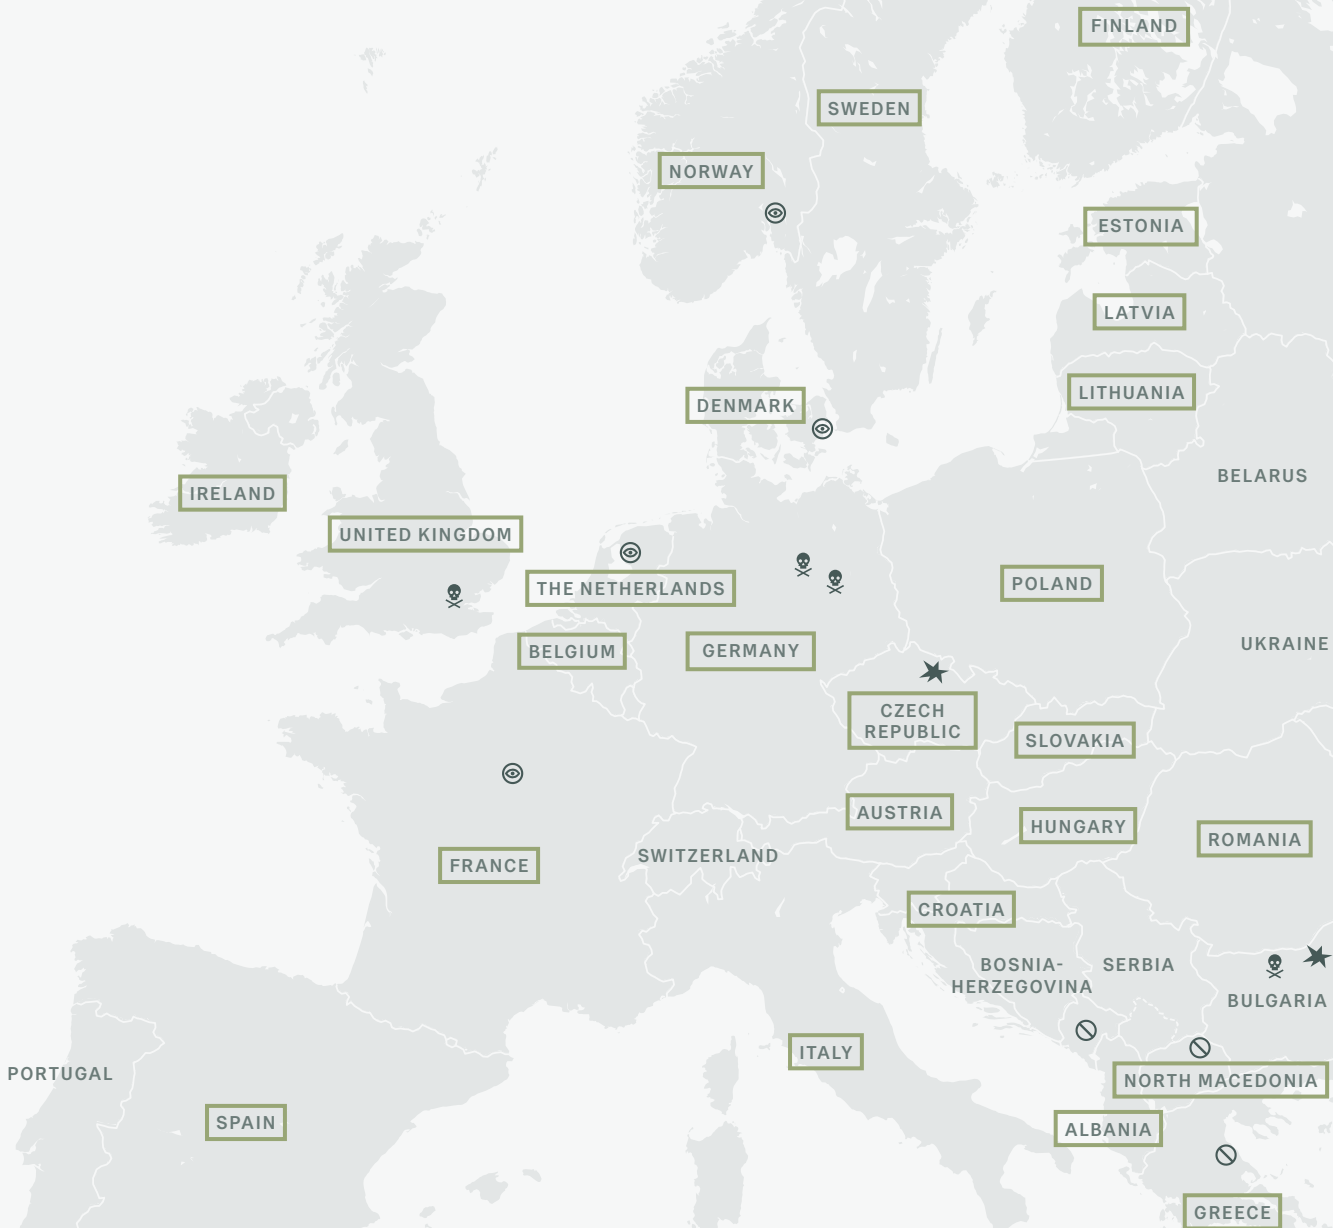 FINLAND
SWEDEN
NORWAY
ESTONIA
LATVIA
LITHUANIA
DENMARK
BELARUS
IRELAND
UNITED KINGDOM
THE NETHERLANDS
POLAND
BELGIUM
GERMANY
UKRAINE
CZECH
REPUBLIC
SLOVAKIA
AUSTRIA
HUNGARY
ROMANIA
SWITZERLAND
FRANCE
CROATIA
BOSNIA-
HERZEGOVINA
SERBIA
BULGARIA
ITALY
PORTUGAL
NORTH MACEDONIA
SPAIN
ALBANIA
GREECE